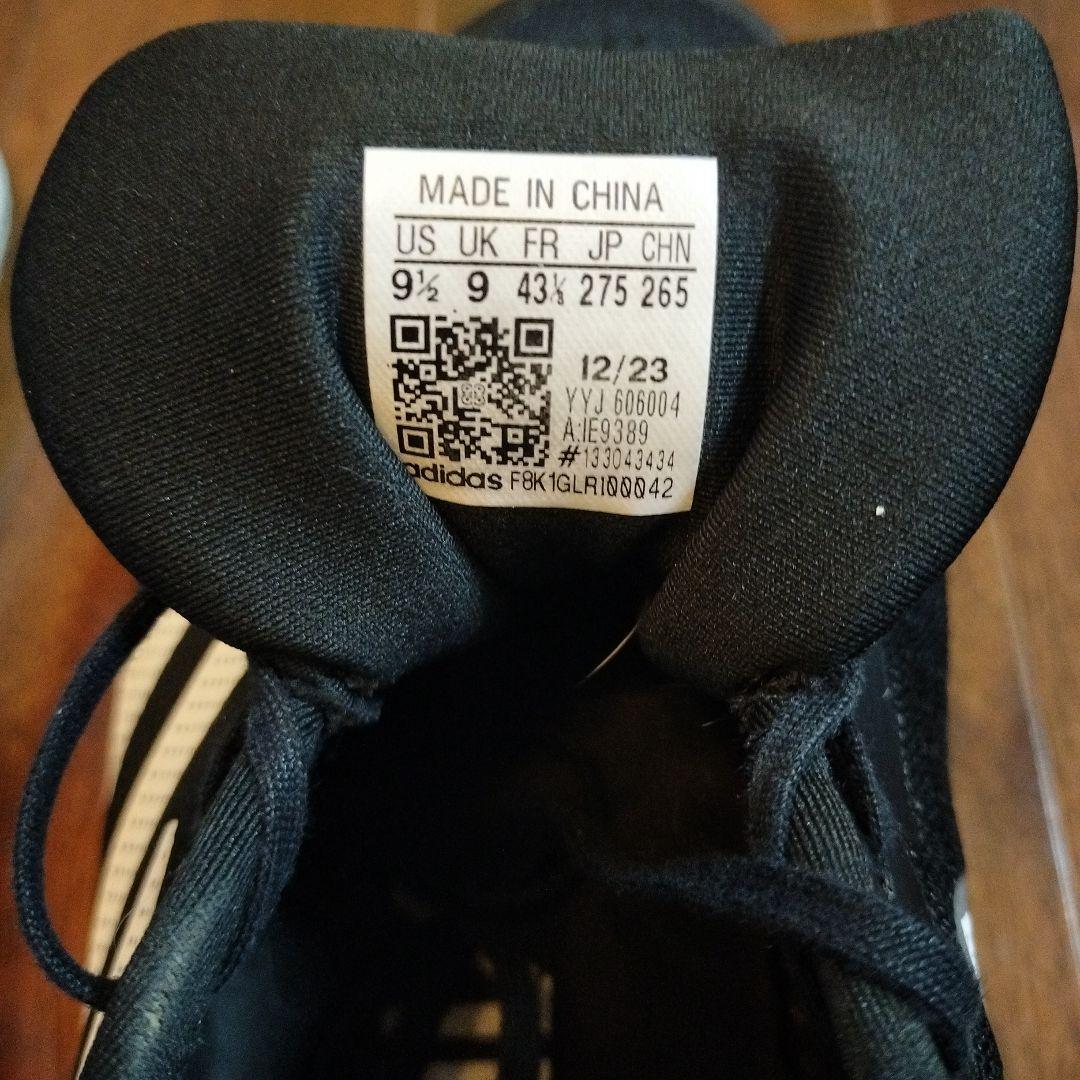 MADE IN CHINA
US UK FR JP CHN
9½ 9 43⅓ 275 265
12/23
YYJ 606004
A:IE9389
#133043434
adidas F8K1GLRI00042